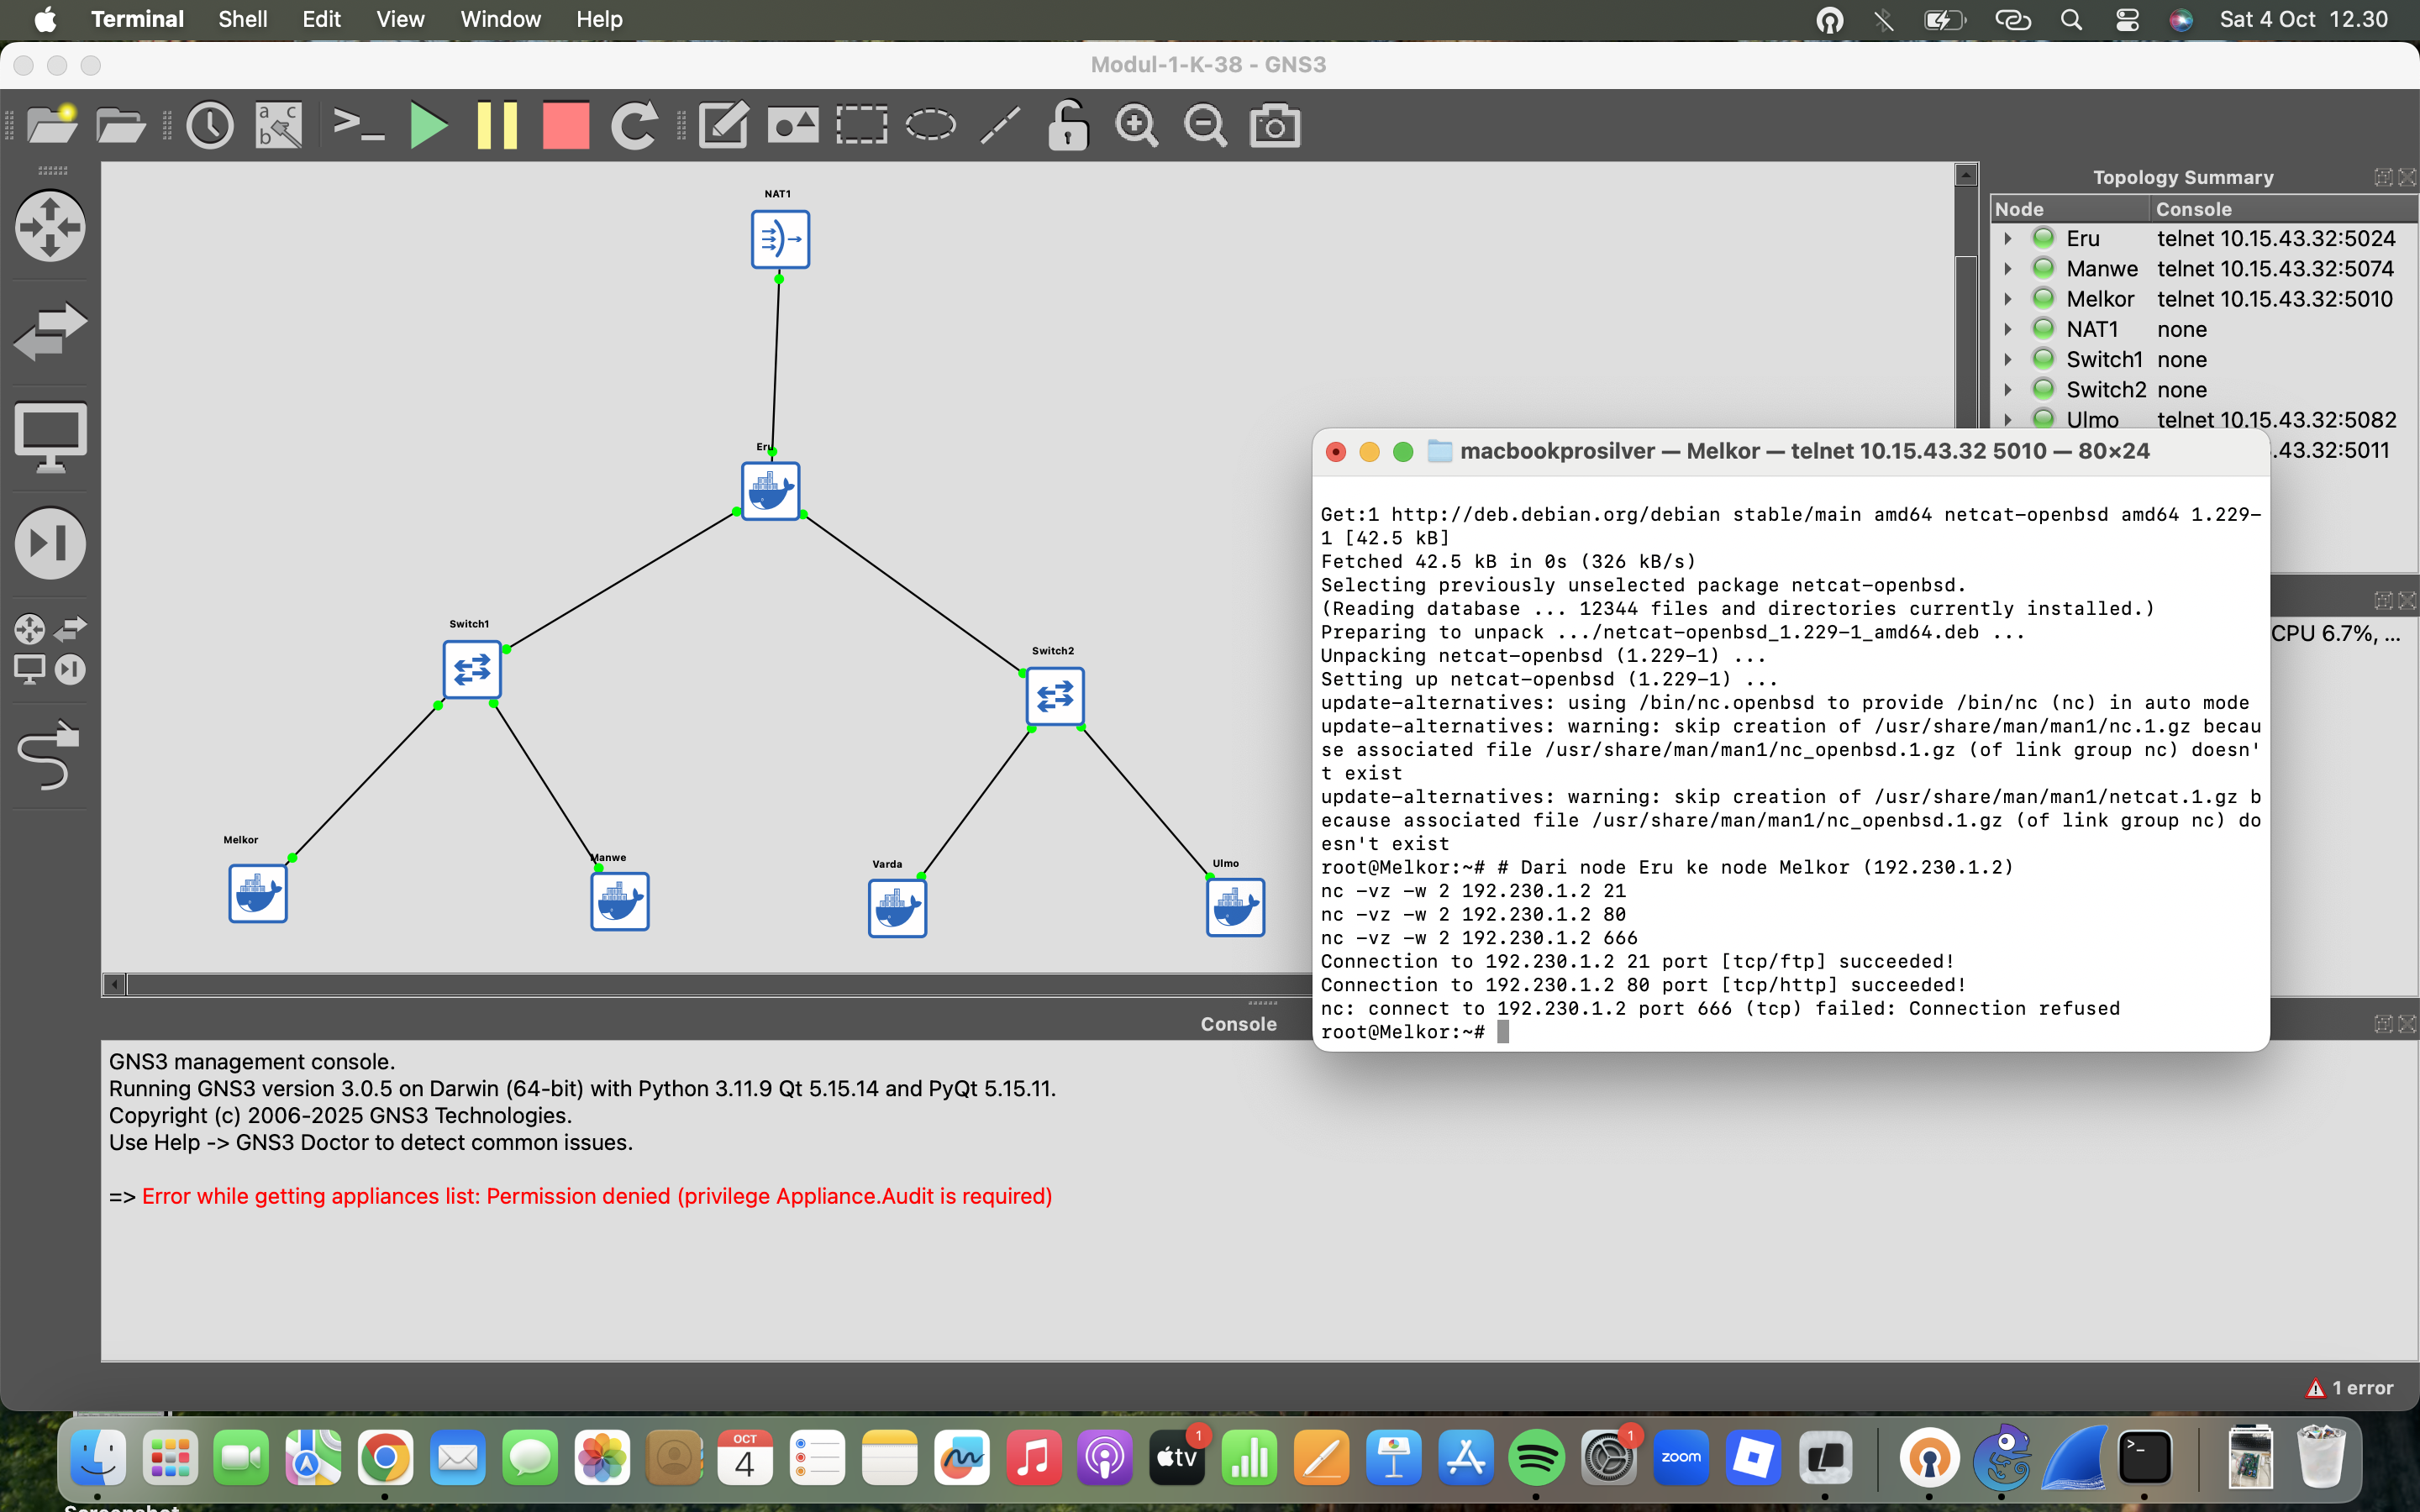 Terminal Shell Edit View Window Help Sat 4 Oct 12.30
Modul-1-K-38 - GNS3
Topology Summary
Node Console
Eru telnet 10.15.43.32:5024
Manwe telnet 10.15.43.32:5074
Melkor telnet 10.15.43.32:5010
NAT1 none
Switch1 none
Switch2 none
Ulmo telnet 10.15.43.32:5082
.43.32:5011
CPU 6.7%, ...
NAT1
Eru
Switch1
Switch2
Melkor
Manwe
Varda
Ulmo
macbookprosilver — Melkor — telnet 10.15.43.32 5010 — 80×24
Get:1 http://deb.debian.org/debian stable/main amd64 netcat-openbsd amd64 1.229-
1 [42.5 kB]
Fetched 42.5 kB in 0s (326 kB/s)
Selecting previously unselected package netcat-openbsd.
(Reading database ... 12344 files and directories currently installed.)
Preparing to unpack .../netcat-openbsd_1.229-1_amd64.deb ...
Unpacking netcat-openbsd (1.229-1) ...
Setting up netcat-openbsd (1.229-1) ...
update-alternatives: using /bin/nc.openbsd to provide /bin/nc (nc) in auto mode
update-alternatives: warning: skip creation of /usr/share/man/man1/nc.1.gz becau
se associated file /usr/share/man/man1/nc_openbsd.1.gz (of link group nc) doesn'
t exist
update-alternatives: warning: skip creation of /usr/share/man/man1/netcat.1.gz b
ecause associated file /usr/share/man/man1/nc_openbsd.1.gz (of link group nc) do
esn't exist
root@Melkor:~# # Dari node Eru ke node Melkor (192.230.1.2)
nc -vz -w 2 192.230.1.2 21
nc -vz -w 2 192.230.1.2 80
nc -vz -w 2 192.230.1.2 666
Connection to 192.230.1.2 21 port [tcp/ftp] succeeded!
Connection to 192.230.1.2 80 port [tcp/http] succeeded!
nc: connect to 192.230.1.2 port 666 (tcp) failed: Connection refused
root@Melkor:~#
Console
GNS3 management console.
Running GNS3 version 3.0.5 on Darwin (64-bit) with Python 3.11.9 Qt 5.15.14 and PyQt 5.15.11.
Copyright (c) 2006-2025 GNS3 Technologies.
Use Help -> GNS3 Doctor to detect common issues.
=> Error while getting appliances list: Permission denied (privilege Appliance.Audit is required)
1 error
OCT
4
tv
1
1
zoom